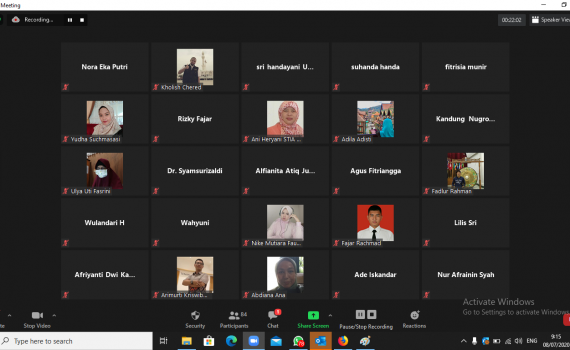 Meeting
Recording...
00:22:02
Speaker View
Nora Eka Putri
Kholish Chered
sri handayani U...
suhanda handa
fitrisia munir
Yudha Suchmasasi
Rizky Fajar
Ani Heryani STIA ...
Adila Adisti
Kandung Nugro...
Ulya Uti Fasrini
Dr. Syamsurizaldi
Alfianita Atiq Ju...
Agus Fitriangga
Fadlur Rahman
Wulandari H
Wahyuni
Nike Mutiara Fau...
Fajar Rachmad
Lilis Sri
Afriyanti Dwi Ka...
Arimurti Kriswib...
Abdiana Ana
Ade Iskandar
Nur Afrainin Syah
Activate Windows
Go to Settings to activate Windows
Stop Video
Security
Participants
84
Chat
Share Screen
Pause/Stop Recording
Reactions
Type here to search
9:15
08/07/2020